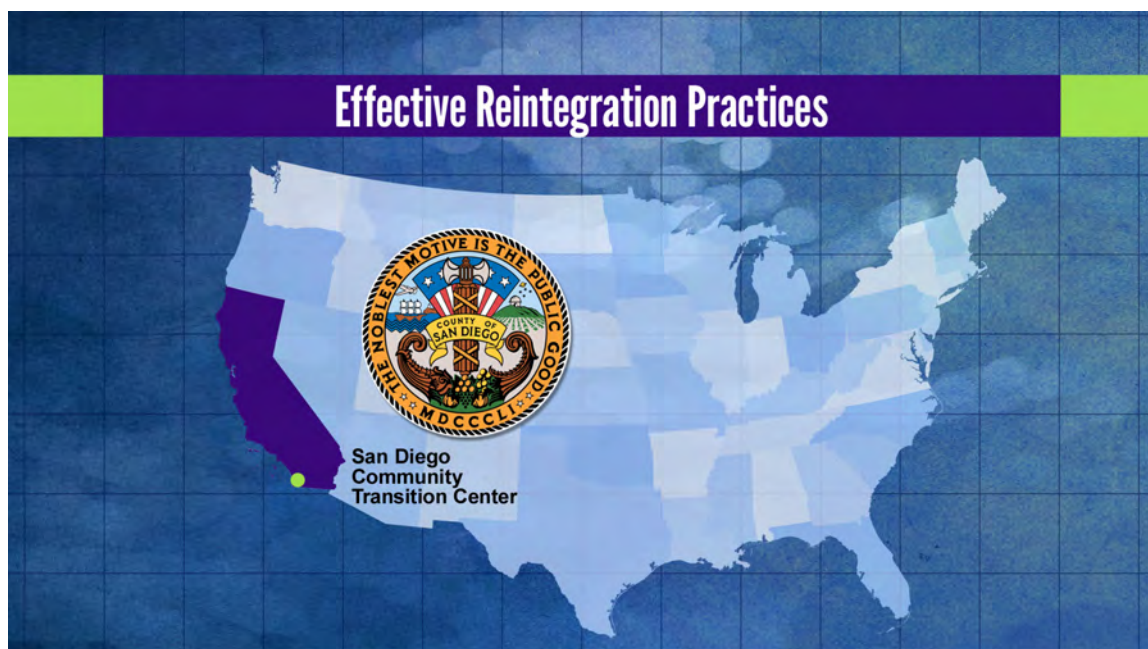 Effective Reintegration Practices
THE NOBLEST MOTIVE IS THE PUBLIC GOOD
COUNTY OF
SAN DIEGO
MDCCCLI
San Diego
Community
Transition Center